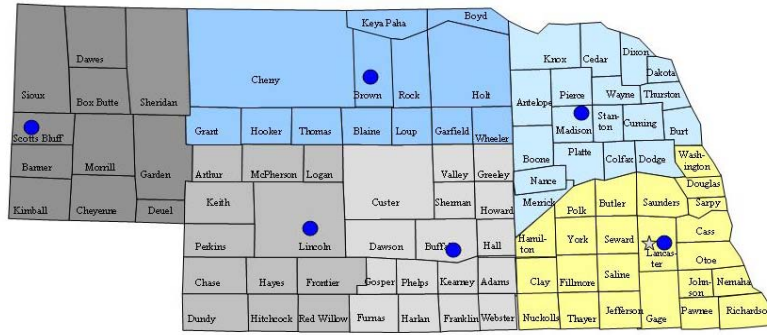 Keya Paha
Boyd
Knox
Cedar
Dixon
Dakota
Sioux
Dawes
Box Butte
Sheridan
Cherry
Brown
Rock
Holt
Antelope
Pierce
Wayne
Thurston
Scotts Bluff
Grant
Hooker
Thomas
Blaine
Loup
Garfield
Wheeler
Madison
Stan-
ton
Cuming
Burt
Banner
Morrill
Garden
Arthur
McPherson
Logan
Valley
Greeley
Boone
Platte
Colfax
Dodge
Wash-
ington
Kimball
Cheyenne
Deuel
Keith
Lincoln
Custer
Sherman
Howard
Nance
Merrick
Polk
Butler
Saunders
Douglas
Sarpy
Perkins
Dawson
Buffalo
Hall
Hamil-
ton
York
Seward
Lancas-
ter
Cass
Otoe
Chase
Hayes
Frontier
Gosper
Phelps
Kearney
Adams
Clay
Fillmore
Saline
John-
son
Nemaha
Dundy
Hitchcock
Red Willow
Furnas
Harlan
Franklin
Webster
Nuckolls
Thayer
Jefferson
Gage
Pawnee
Richardson